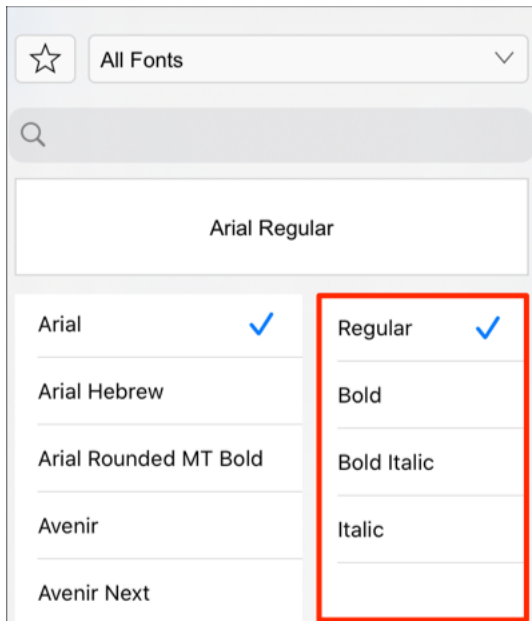 All Fonts
Arial Regular
Arial
Arial Hebrew
Arial Rounded MT Bold
Avenir
Avenir Next
Regular
Bold
Bold Italic
Italic